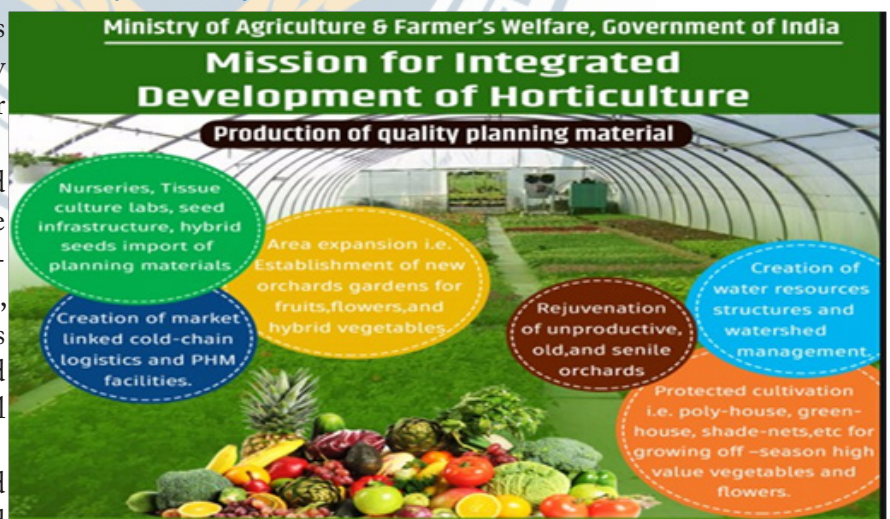 Ministry of Agriculture & Farmer's Welfare, Government of India
Mission for Integrated
Development of Horticulture
Production of quality planning material
Nurseries, Tissue
culture labs, seed
infrastructure, hybrid
seeds import of
planning materials
Area expansion i.e.
Establishment of new
orchards gardens for
fruits,flowers,and
hybrid vegetables.
Creation of market
linked cold-chain
logistics and PHM
facilities.
Rejuvenation
of unproductive,
old,and senile
orchards
Creation of
water resources
structures and
watershed
management.
Protected cultivation
i.e. poly-house, green-
house, shade-nets,etc for
growing off –season high
value vegetables and
flowers.